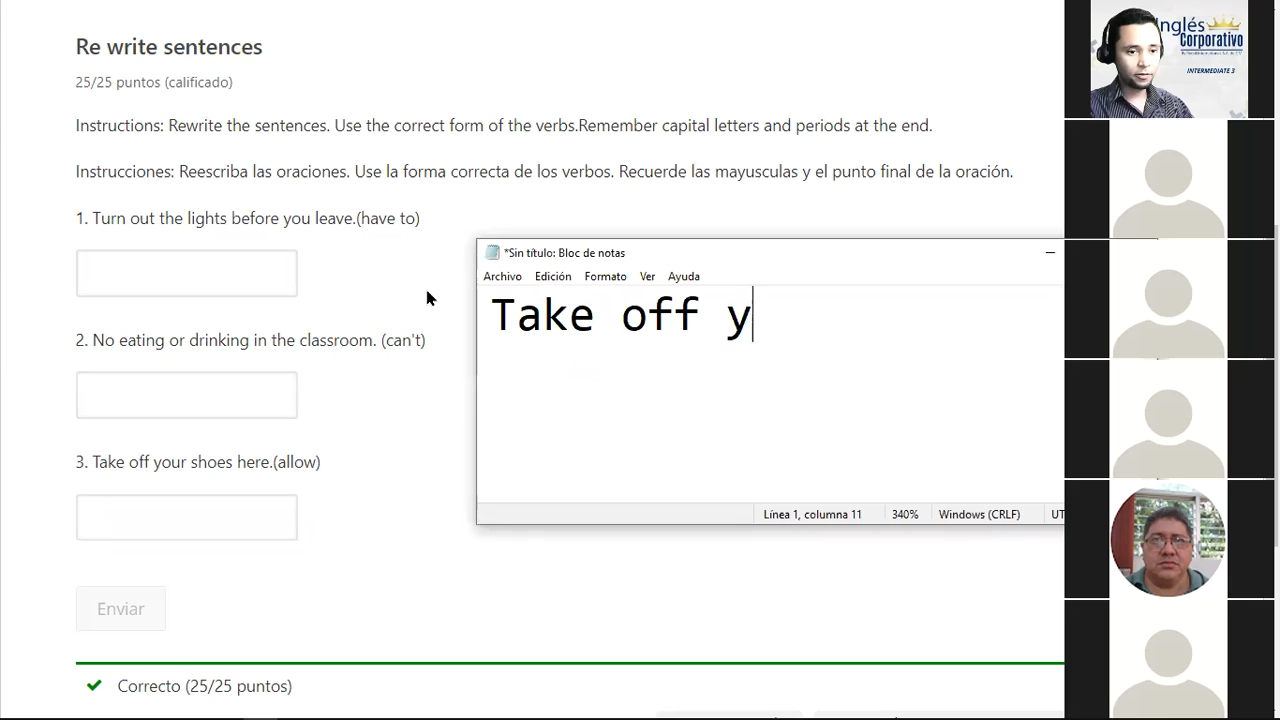 Re write sentences
25/25 puntos (calificado)
Instructions: Rewrite the sentences. Use the correct form of the verbs.Remember capital letters and periods at the end.
Instrucciones: Reescriba las oraciones. Use la forma correcta de los verbos. Recuerde las mayusculas y el punto final de la oración.
1. Turn out the lights before you leave.(have to)
2. No eating or drinking in the classroom. (can't)
3. Take off your shoes here.(allow)
Enviar
Correcto (25/25 puntos)
*Sin título: Bloc de notas
Archivo Edición Formato Ver Ayuda
Take off y
Línea 1, columna 11 340% Windows (CRLF) UT
Inglés
Corporativo
INTERMEDIATE 3